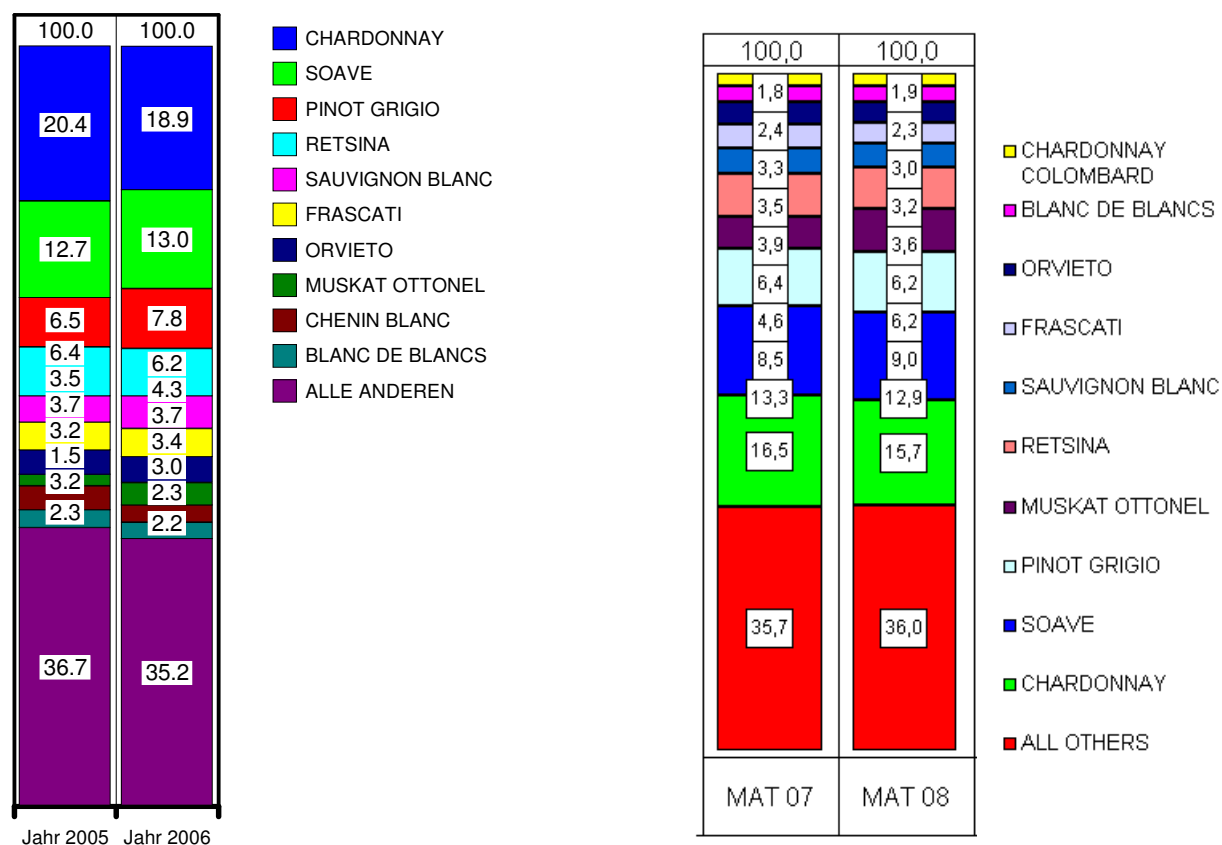 100.0 100.0
20.4 18.9
12.7 13.0
6.5 7.8
6.4 6.2
3.5 4.3
3.7 3.7
3.2 3.4
1.5 3.0
3.2 2.3
2.3 2.2
36.7 35.2
Jahr 2005 Jahr 2006
CHARDONNAY
SOAVE
PINOT GRIGIO
RETSINA
SAUVIGNON BLANC
FRASCATI
ORVIETO
MUSKAT OTTONEL
CHENIN BLANC
BLANC DE BLANCS
ALLE ANDEREN
100,0 100,0
1,8 1,9
2,4 2,3
3,3 3,0
3,5 3,2
3,9 3,6
6,4 6,2
4,6 6,2
8,5 9,0
13,3 12,9
16,5 15,7
35,7 36,0
MAT 07 MAT 08
CHARDONNAY
COLOMBARD
BLANC DE BLANCS
ORVIETO
FRASCATI
SAUVIGNON BLANC
RETSINA
MUSKAT OTTONEL
PINOT GRIGIO
SOAVE
CHARDONNAY
ALL OTHERS